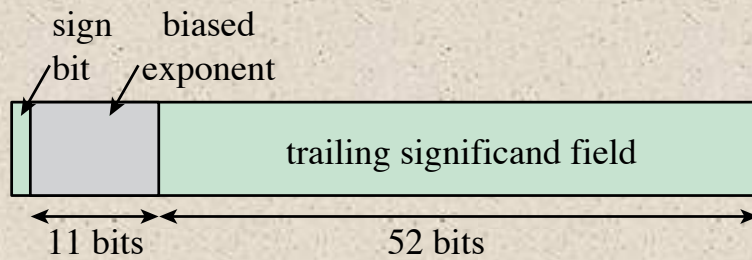 sign
bit
biased
exponent
trailing significand field
11 bits
52 bits